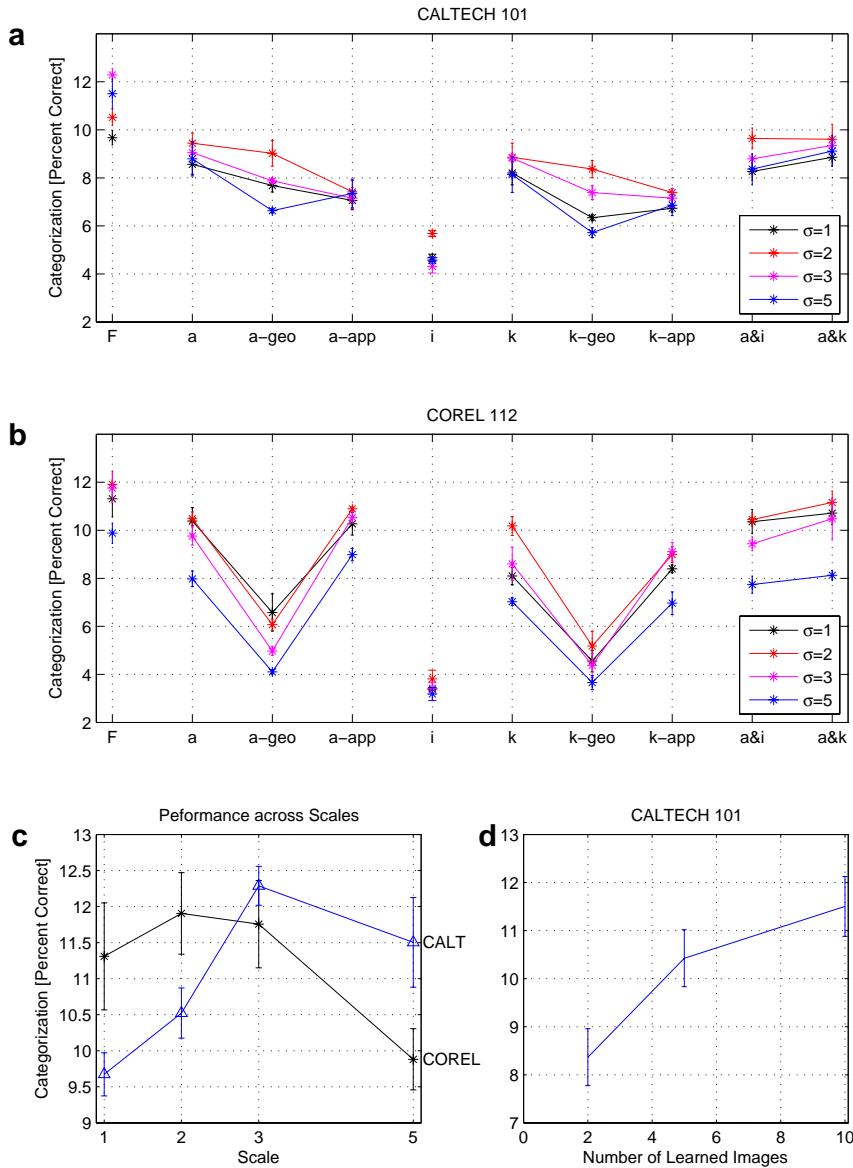 a
CALTECH 101
Categorization [Percent Correct]
12
10
8
6
4
2
F a a-geo a-app i k k-geo k-app a&i a&k
σ=1
σ=2
σ=3
σ=5
b
COREL 112
Categorization [Percent Correct]
12
10
8
6
4
2
F a a-geo a-app i k k-geo k-app a&i a&k
σ=1
σ=2
σ=3
σ=5
c
Peformance across Scales
Categorization [Percent Correct]
13
12.5
12
11.5
11
10.5
10
9.5
9
CALT
COREL
1 2 3 5
Scale
d
CALTECH 101
13
12
11
10
9
8
7
0 2 4 6 8 10
Number of Learned Images